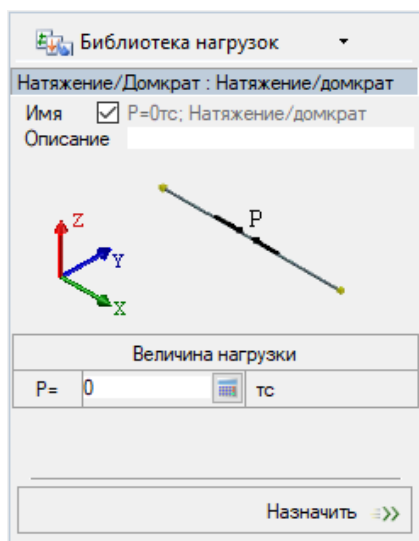 Библиотека нагрузок
Натяжение/Домкрат : Натяжение/домкрат
Имя P=0тс; Натяжение/домкрат
Описание
Z
P
Y
X
Величина нагрузки
P= 0 тс
Назначить